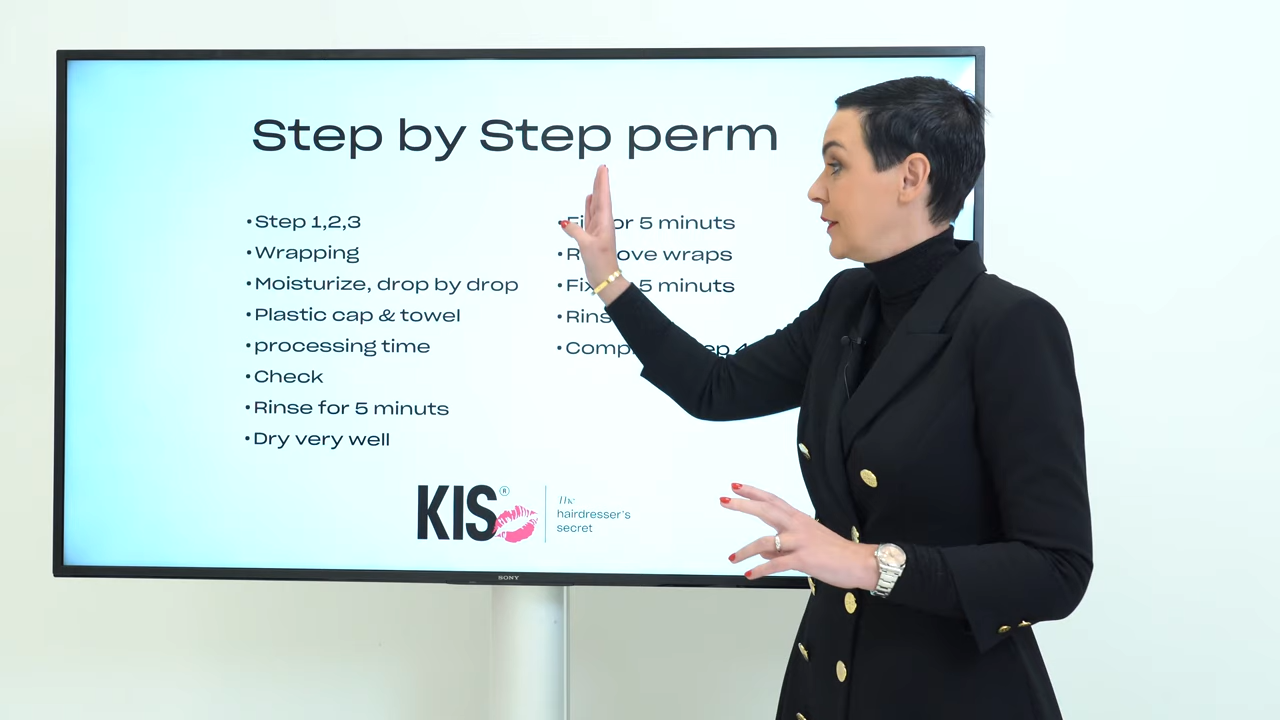 Step by Step perm
•Step 1,2,3
•Wrapping
•Moisturize, drop by drop
•Plastic cap & towel
•processing time
•Check
•Rinse for 5 minuts
•Dry very well
• 5 minuts
• wraps
• 5 minuts
•
•
KIS®
The
hairdresser's
secret
SONY